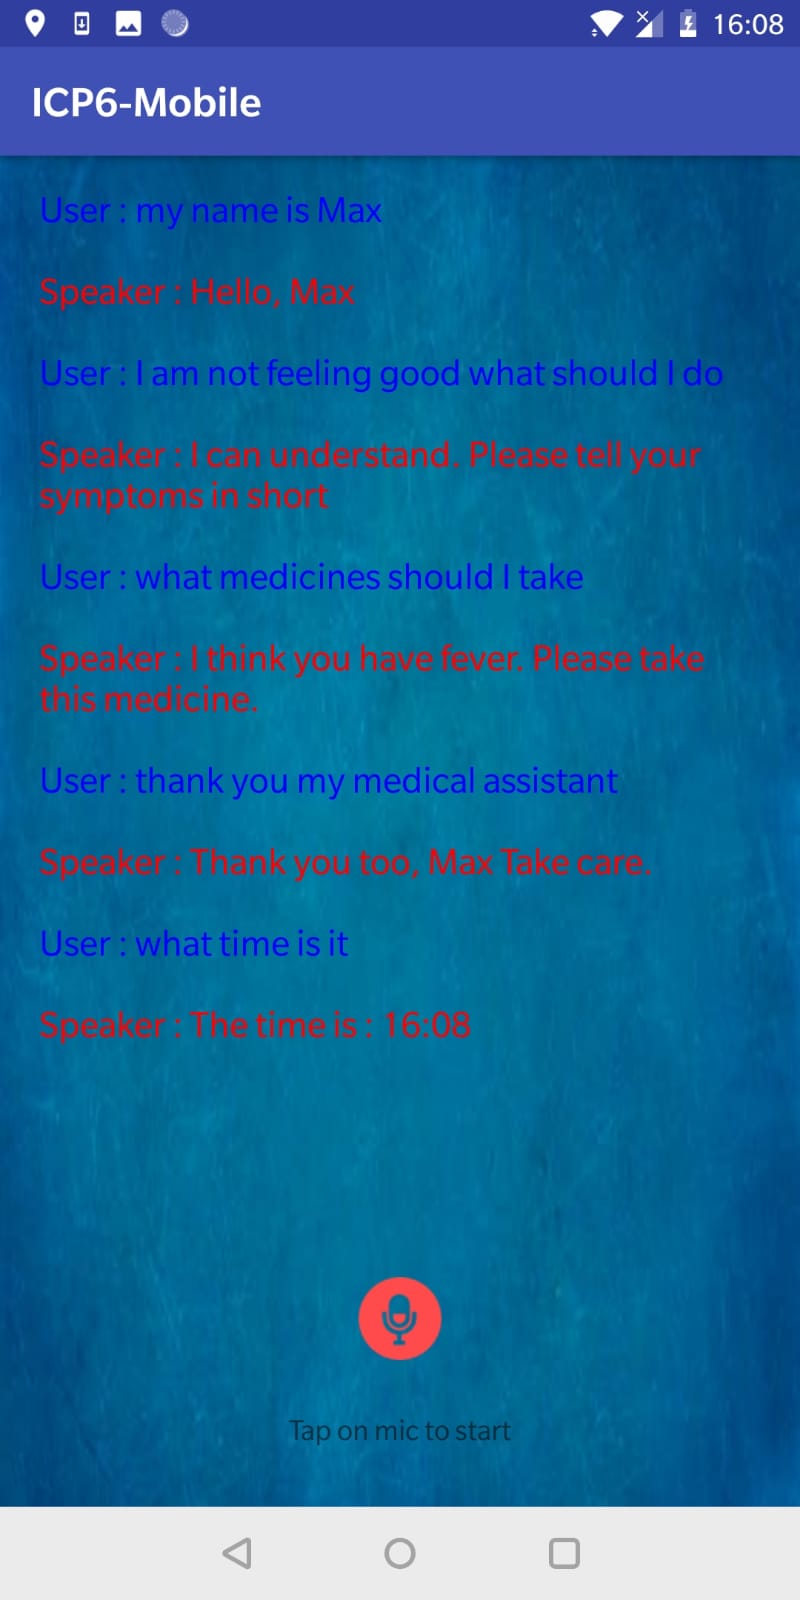 16:08
ICP6-Mobile
User : my name is Max
Speaker : Hello, Max
User : I am not feeling good what should I do
Speaker : I can understand. Please tell your
symptoms in short
User : what medicines should I take
Speaker : I think you have fever. Please take
this medicine.
User : thank you my medical assistant
Speaker : Thank you too, Max Take care.
User : what time is it
Speaker : The time is : 16:08
Tap on mic to start